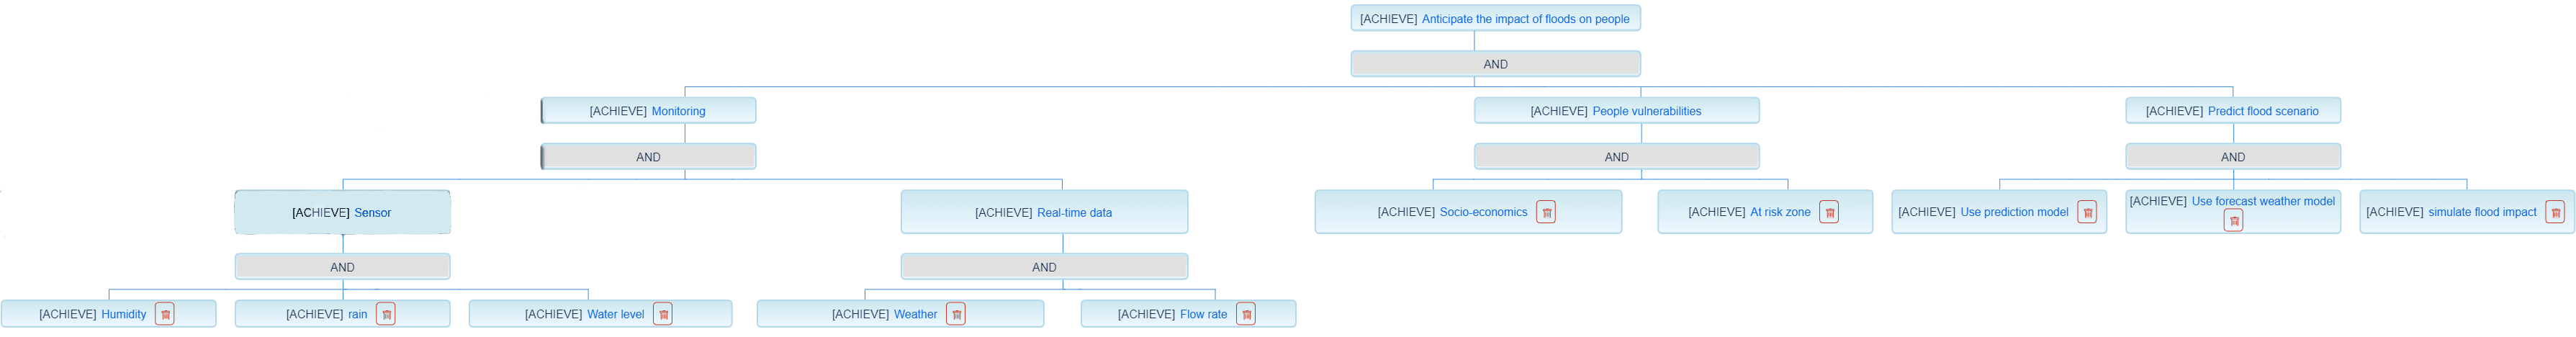 [ACHIEVE] Anticipate the impact of floods on people
AND
[ACHIEVE] Monitoring
[ACHIEVE] People vulnerabilities
[ACHIEVE] Predict flood scenario
AND
AND
AND
[ACHIEVE] Sensor
[ACHIEVE] Real-time data
[ACHIEVE] Socio-economics
[ACHIEVE] At risk zone
[ACHIEVE] Use prediction model
[ACHIEVE] Use forecast weather model
[ACHIEVE] simulate flood impact
AND
AND
[ACHIEVE] Humidity
[ACHIEVE] rain
[ACHIEVE] Water level
[ACHIEVE] Weather
[ACHIEVE] Flow rate